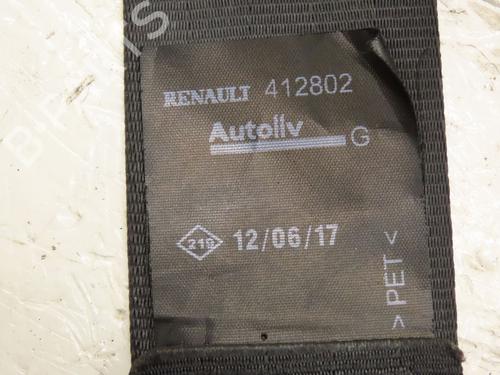 RENAULT 412802
Autoliv
G
219 12/06/17
> PET <